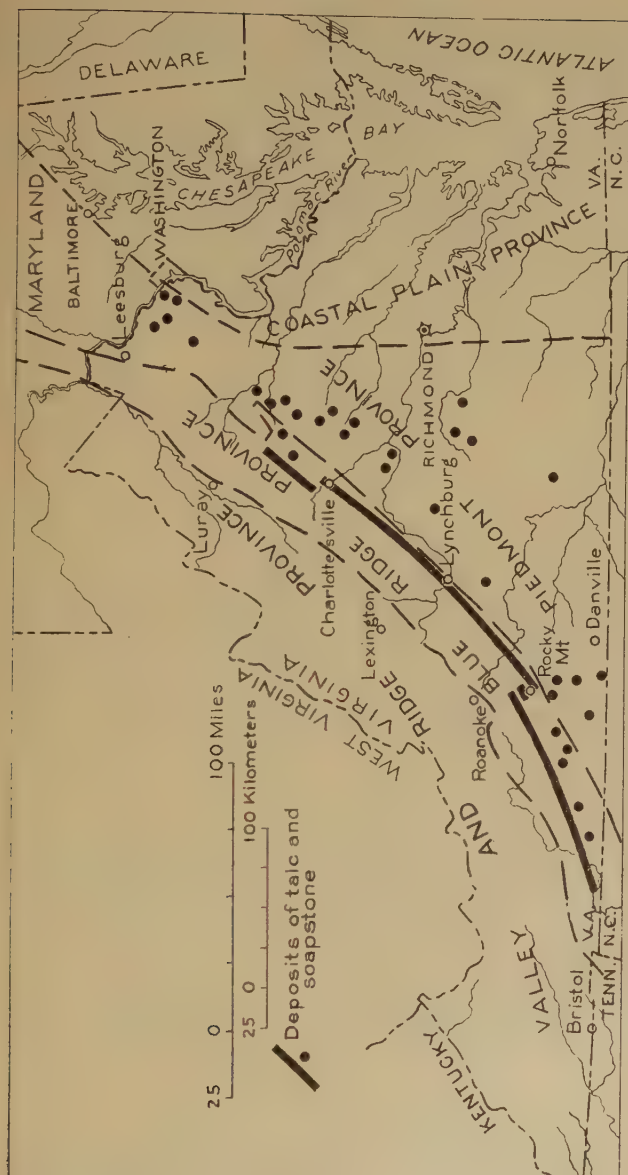 MARYLAND
BALTIMORE
DELAWARE
Leesburg
WASHINGTON
CHESAPEAKE
BAY
Potomac River
ATLANTIC OCEAN
25 0 100 Miles
25 0 100 Kilometers
Deposits of talc and
soapstone
Luray
PROVINCE
PROVINCE
COASTAL PLAIN PROVINCE
WEST VIRGINIA
VIRGINIA
Charlottesville
RIDGE
PROVINCE
Lexington
RICHMOND
Norfolk
RIDGE
Lynchburg
Roanoke
BLUE
PIEDMONT
AND
Rocky
Mt
Danville
KENTUCKY
VALLEY
VA.
N.C.
Bristol
VA.
TENN.
N.C.